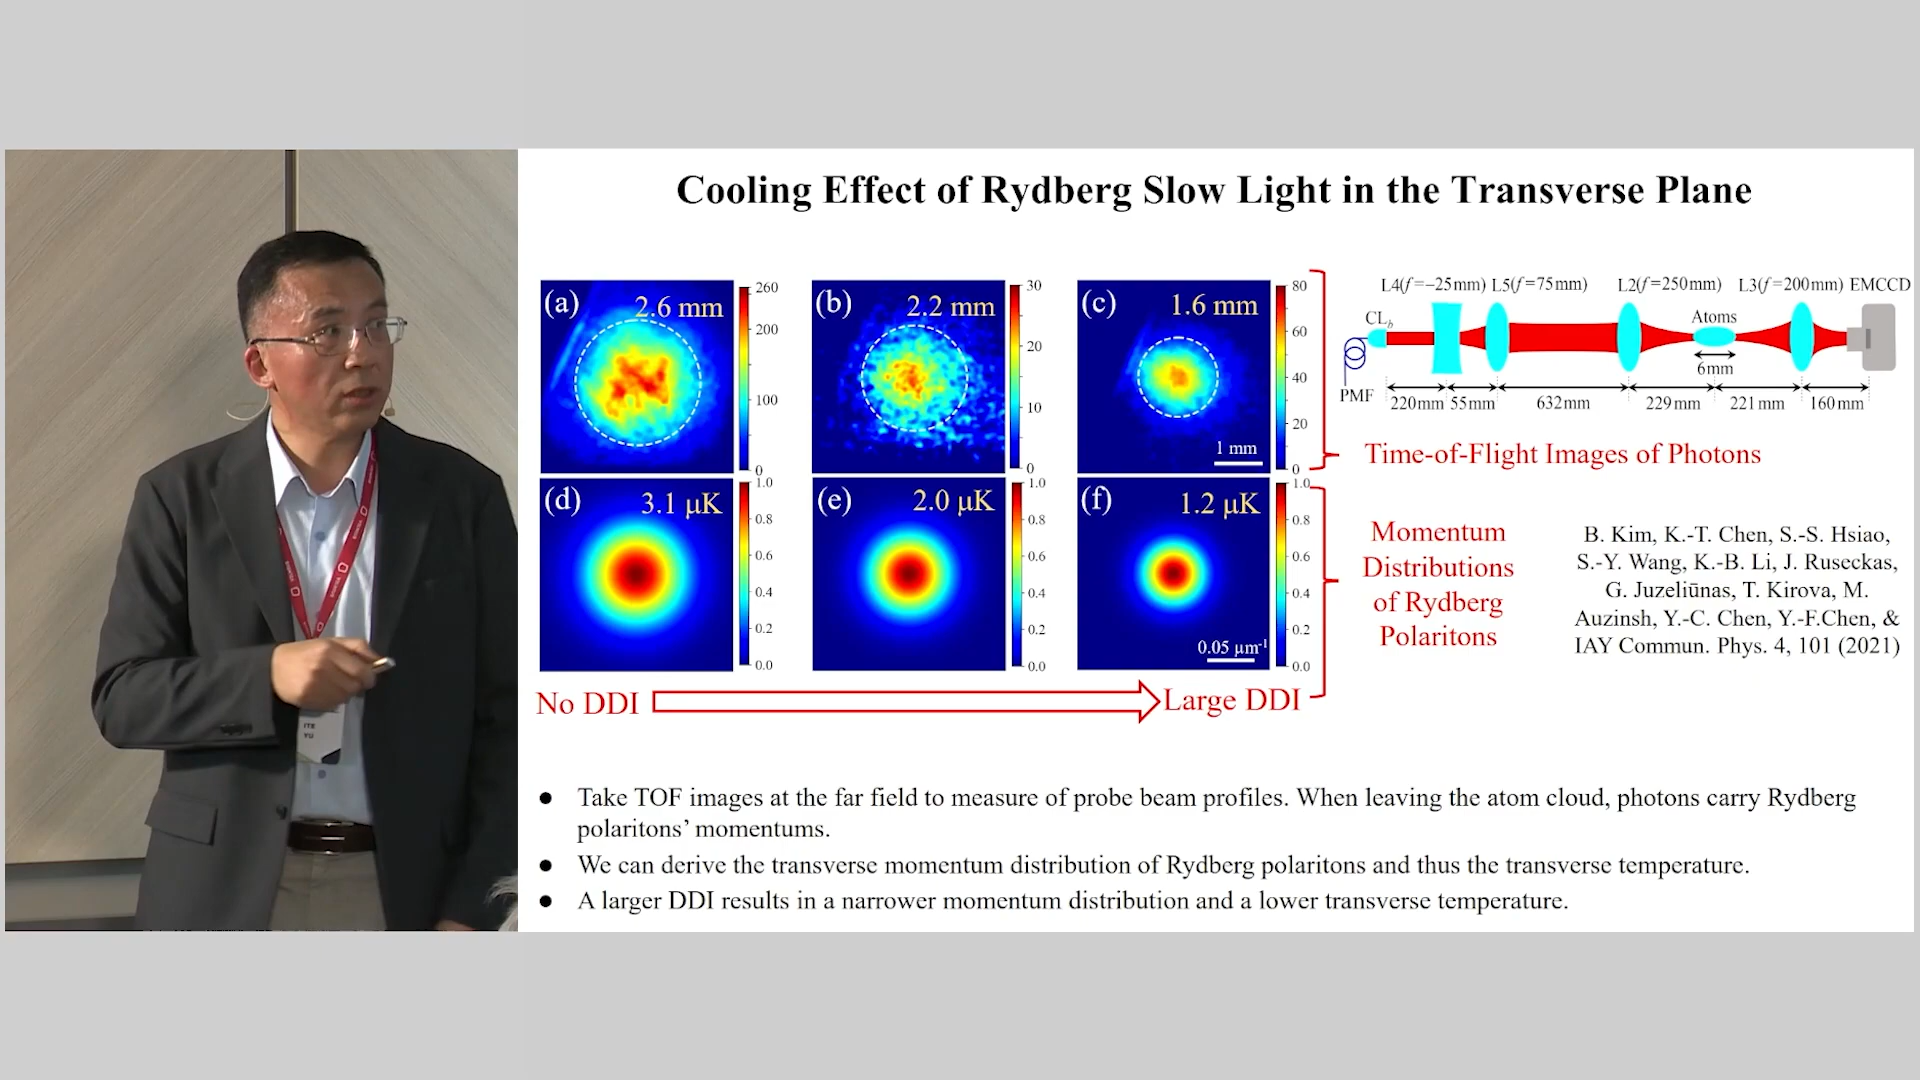 Cooling Effect of Rydberg Slow Light in the Transverse Plane
(a) 2.6 mm
260
200
100
0
(b) 2.2 mm
30
20
10
0
(c) 1.6 mm
1 mm
80
60
40
20
0
L4(f=−25mm) L5(f=75mm) L2(f=250mm) L3(f=200mm) EMCCD
CLb
Atoms
6mm
PMF
220mm 55mm 632mm 229mm 221mm 160mm
Time-of-Flight Images of Photons
(d) 3.1 μK
1.0
0.8
0.6
0.4
0.2
0.0
(e) 2.0 μK
1.0
0.8
0.6
0.4
0.2
0.0
(f) 1.2 μK
0.05 μm-1
1.0
0.8
0.6
0.4
0.2
0.0
Momentum
Distributions
of Rydberg
Polaritons
B. Kim, K.-T. Chen, S.-S. Hsiao,
S.-Y. Wang, K.-B. Li, J. Ruseckas,
G. Juzeliūnas, T. Kirova, M.
Auzinsh, Y.-C. Chen, Y.-F.Chen, &
IAY Commun. Phys. 4, 101 (2021)
No DDI Large DDI
● Take TOF images at the far field to measure of probe beam profiles. When leaving the atom cloud, photons carry Rydberg
polaritons’ momentums.
● We can derive the transverse momentum distribution of Rydberg polaritons and thus the transverse temperature.
● A larger DDI results in a narrower momentum distribution and a lower transverse temperature.
ITE
YU